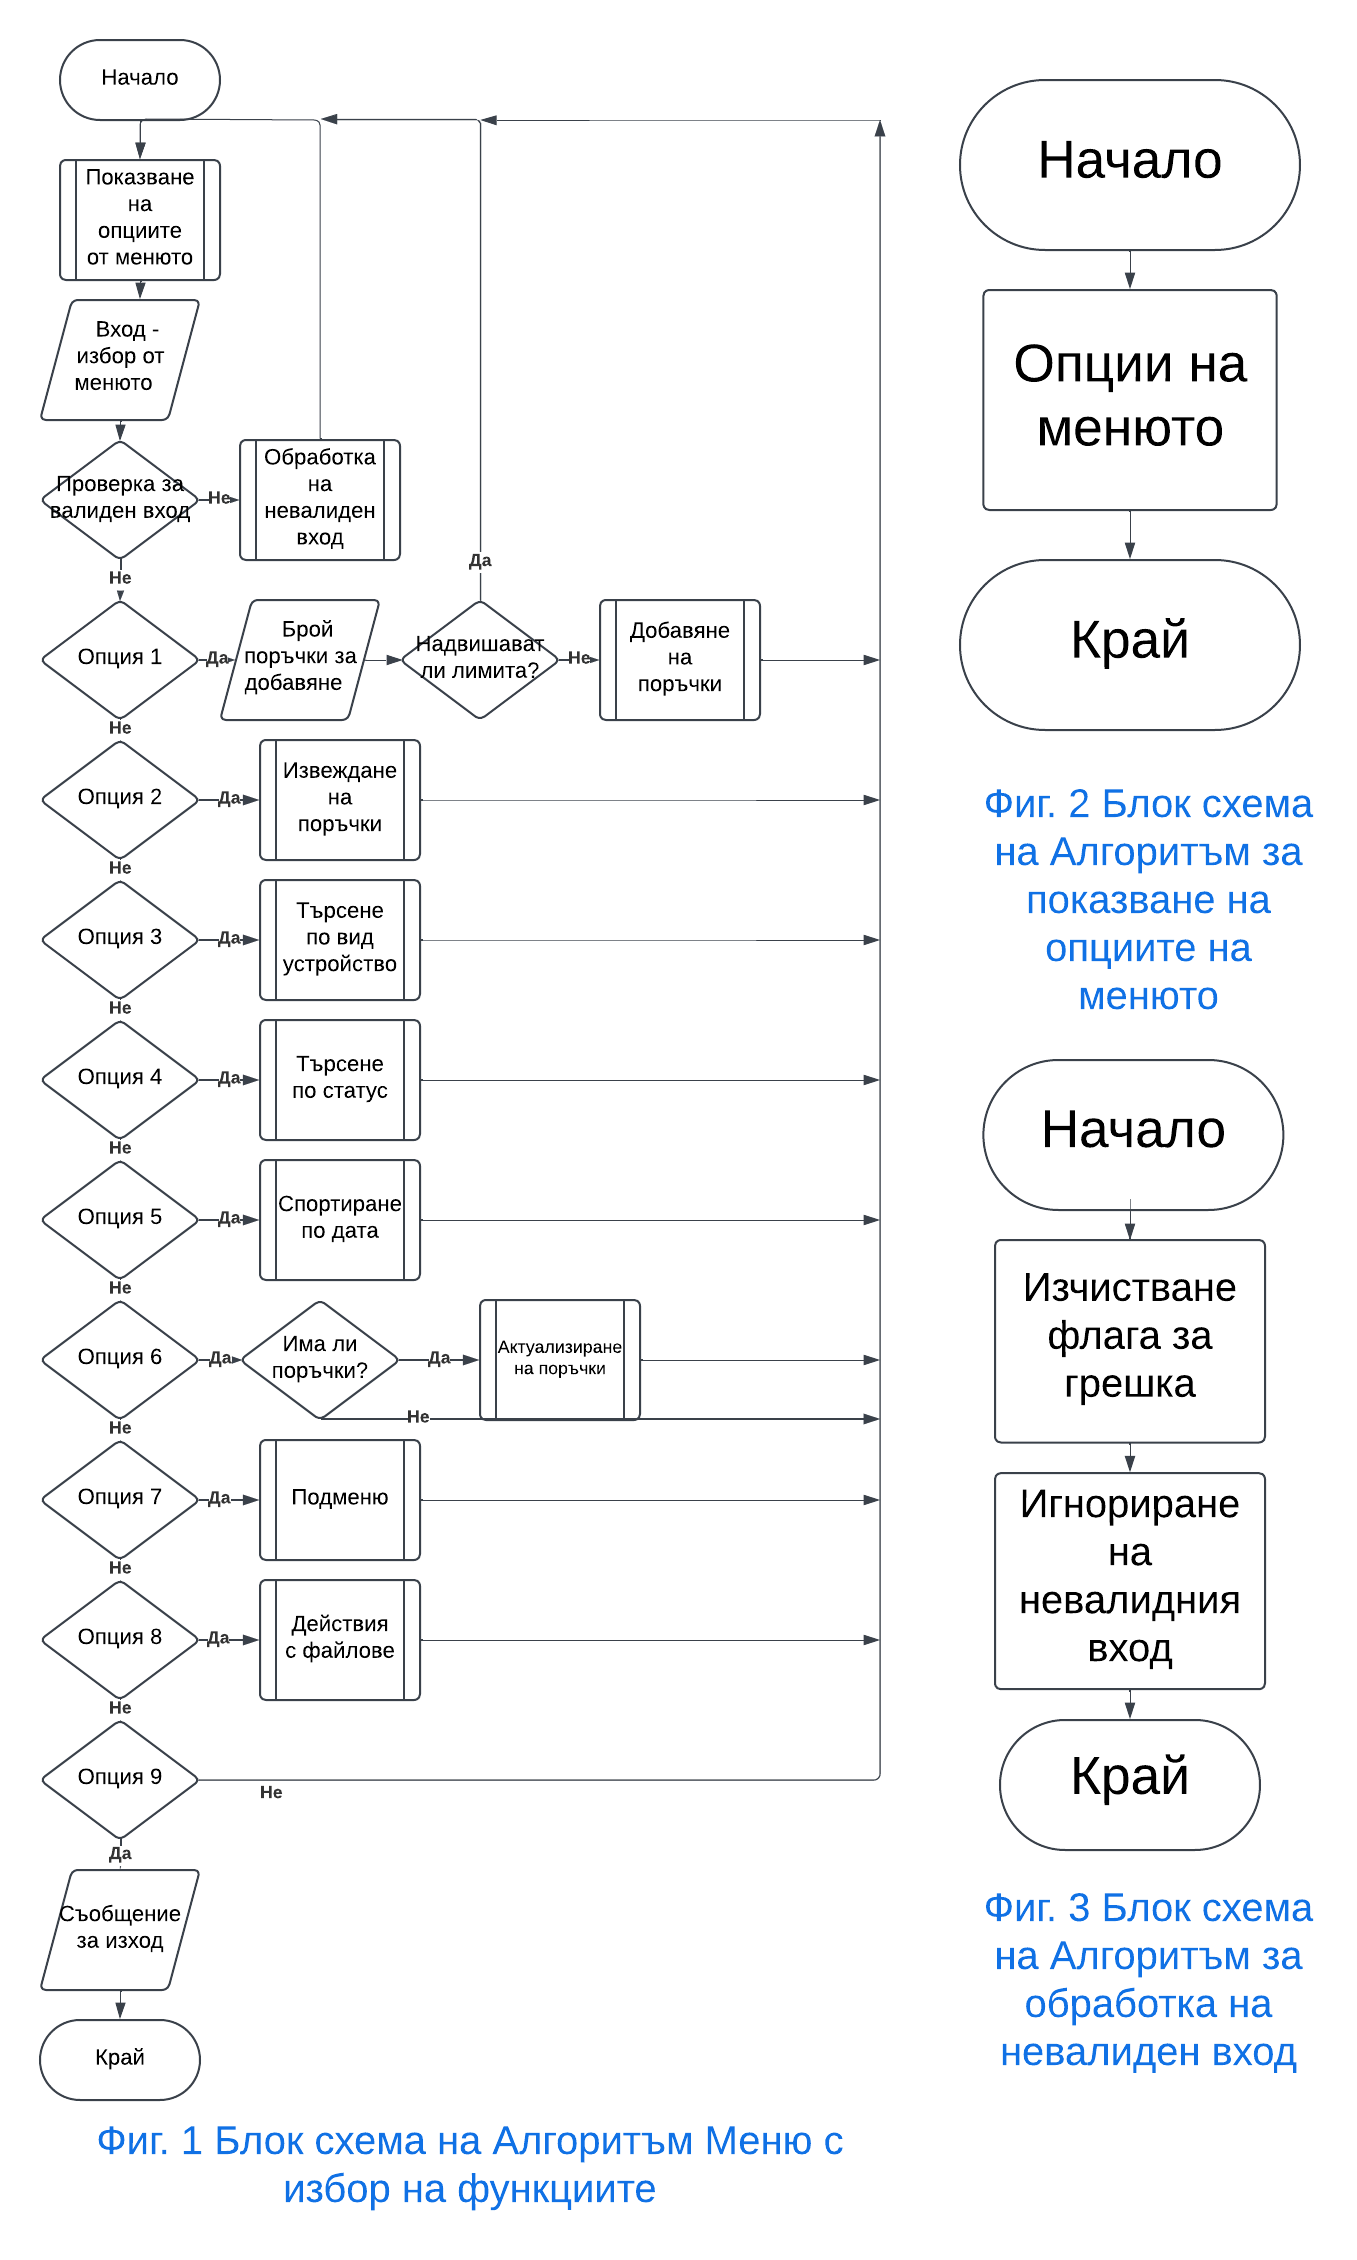 Начало
Показване
на
опциите
от менюто
Вход -
избор от
менюто
Проверка за
валиден вход
Не
Обработка
на
невалиден
вход
Не
Опция 1
Да
Брой
поръчки за
добавяне
Надвишават
ли лимита?
Да
Не
Добавяне
на
поръчки
Не
Опция 2
Да
Извеждане
на
поръчки
Не
Опция 3
Да
Търсене
по вид
устройство
Не
Опция 4
Да
Търсене
по статус
Не
Опция 5
Да
Спортиране
по дата
Не
Опция 6
Да
Има ли
поръчки?
Да
Актуализиране
на поръчки
Не
Не
Опция 7
Да
Подменю
Не
Опция 8
Да
Действия
с файлове
Не
Опция 9
Не
Да
Съобщение
за изход
Край
Фиг. 1 Блок схема на Алгоритъм Меню с
избор на функциите
Начало
Опции на
менюто
Край
Фиг. 2 Блок схема
на Алгоритъм за
показване на
опциите на
менюто
Начало
Изчистване
флага за
грешка
Игнориране
на
невалидния
вход
Край
Фиг. 3 Блок схема
на Алгоритъм за
обработка на
невалиден вход